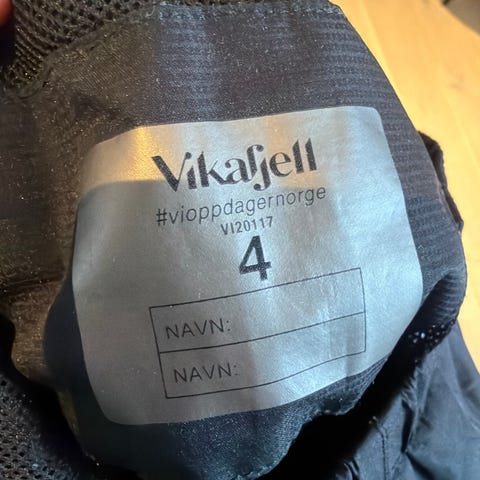 Vikafjell
#vioppdagernorge
VI20117
4
NAVN:
NAVN: